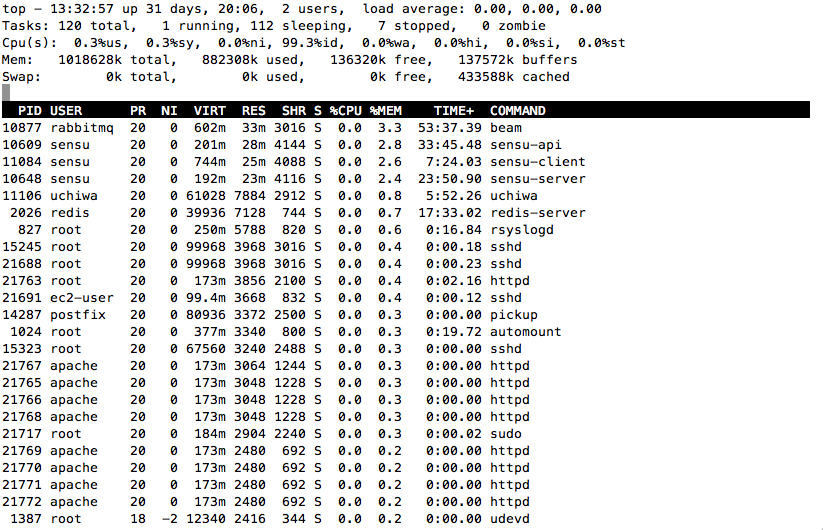 top – 13:32:57 up 31 days, 20:06,  2 users,  load average: 0.00, 0.00, 0.00
Tasks: 120 total,   1 running, 112 sleeping,   7 stopped,   0 zombie
Cpu(s):  0.3%us,  0.3%sy,  0.0%ni, 99.3%id,  0.0%wa,  0.0%hi,  0.0%si,  0.0%st
Mem:   1018628k total,   882308k used,   136320k free,   137572k buffers
Swap:        0k total,        0k used,        0k free,   433588k cached
  PID USER      PR  NI  VIRT  RES  SHR S %CPU %MEM    TIME+  COMMAND
10877 rabbitmq  20   0  602m  33m 3016 S  0.0  3.3  53:37.39 beam
10609 sensu     20   0  201m  28m 4144 S  0.0  2.8  33:45.48 sensu-api
11084 sensu     20   0  744m  25m 4088 S  0.0  2.6   7:24.03 sensu-client
10648 sensu     20   0  192m  23m 4116 S  0.0  2.4  23:50.90 sensu-server
11106 uchiwa    20   0 61028 7884 2912 S  0.0  0.8   5:52.26 uchiwa
 2026 redis     20   0 39936 7128  744 S  0.0  0.7  17:33.02 redis-server
  827 root      20   0  250m 5788  820 S  0.0  0.6   0:16.84 rsyslogd
15245 root      20   0 99968 3968 3016 S  0.0  0.4   0:00.18 sshd
21688 root      20   0 99968 3968 3016 S  0.0  0.4   0:00.23 sshd
21763 root      20   0  173m 3856 2100 S  0.0  0.4   0:02.16 httpd
21691 ec2-user  20   0 99.4m 3668  832 S  0.0  0.4   0:00.12 sshd
14287 postfix   20   0 80936 3372 2500 S  0.0  0.3   0:00.00 pickup
 1024 root      20   0  377m 3340  800 S  0.0  0.3   0:19.72 automount
15323 root      20   0 67560 3240 2488 S  0.0  0.3   0:00.00 sshd
21767 apache    20   0  173m 3064 1244 S  0.0  0.3   0:00.00 httpd
21765 apache    20   0  173m 3048 1228 S  0.0  0.3   0:00.00 httpd
21766 apache    20   0  173m 3048 1228 S  0.0  0.3   0:00.00 httpd
21768 apache    20   0  173m 3048 1228 S  0.0  0.3   0:00.00 httpd
21717 root      20   0  184m 2904 2240 S  0.0  0.3   0:00.02 sudo
21769 apache    20   0  173m 2480  692 S  0.0  0.2   0:00.00 httpd
21770 apache    20   0  173m 2480  692 S  0.0  0.2   0:00.00 httpd
21771 apache    20   0  173m 2480  692 S  0.0  0.2   0:00.00 httpd
21772 apache    20   0  173m 2480  692 S  0.0  0.2   0:00.00 httpd
 1387 root      18  -2 12340 2416  344 S  0.0  0.2   0:00.00 udevd